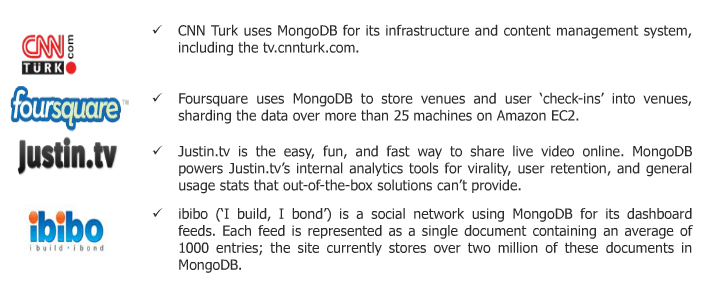 CNN
.com
TÜRK
✓ CNN Turk uses MongoDB for its infrastructure and content management system,
including the tv.cnnturk.com.
foursquare™
✓ Foursquare uses MongoDB to store venues and user ‘check-ins’ into venues,
sharding the data over more than 25 machines on Amazon EC2.
Justin.tv
✓ Justin.tv is the easy, fun, and fast way to share live video online. MongoDB
powers Justin.tv’s internal analytics tools for virality, user retention, and general
usage stats that out-of-the-box solutions can’t provide.
ibibo
i build · i bond
✓ ibibo (‘I build, I bond’) is a social network using MongoDB for its dashboard
feeds. Each feed is represented as a single document containing an average of
1000 entries; the site currently stores over two million of these documents in
MongoDB.